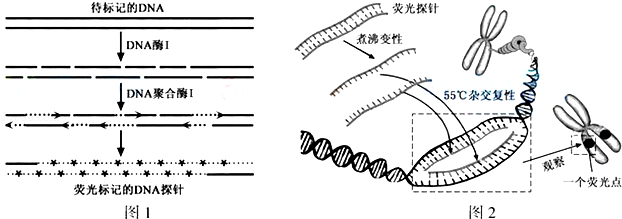 待标记的DNA
DNA酶Ⅰ
DNA聚合酶Ⅰ
荧光标记的DNA探针
图1
荧光探针
煮沸变性
55℃杂交复性
观察
一个荧光点
图2